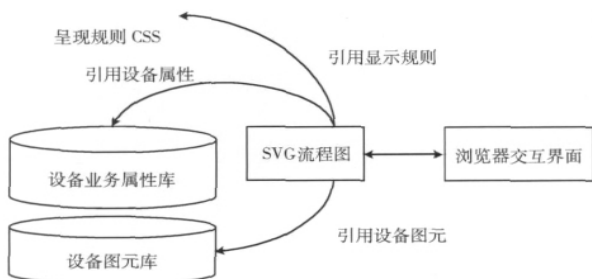 呈现规则 CSS
引用显示规则
引用设备属性
SVG流程图
浏览器交互界面
设备业务属性库
引用设备图元
设备图元库